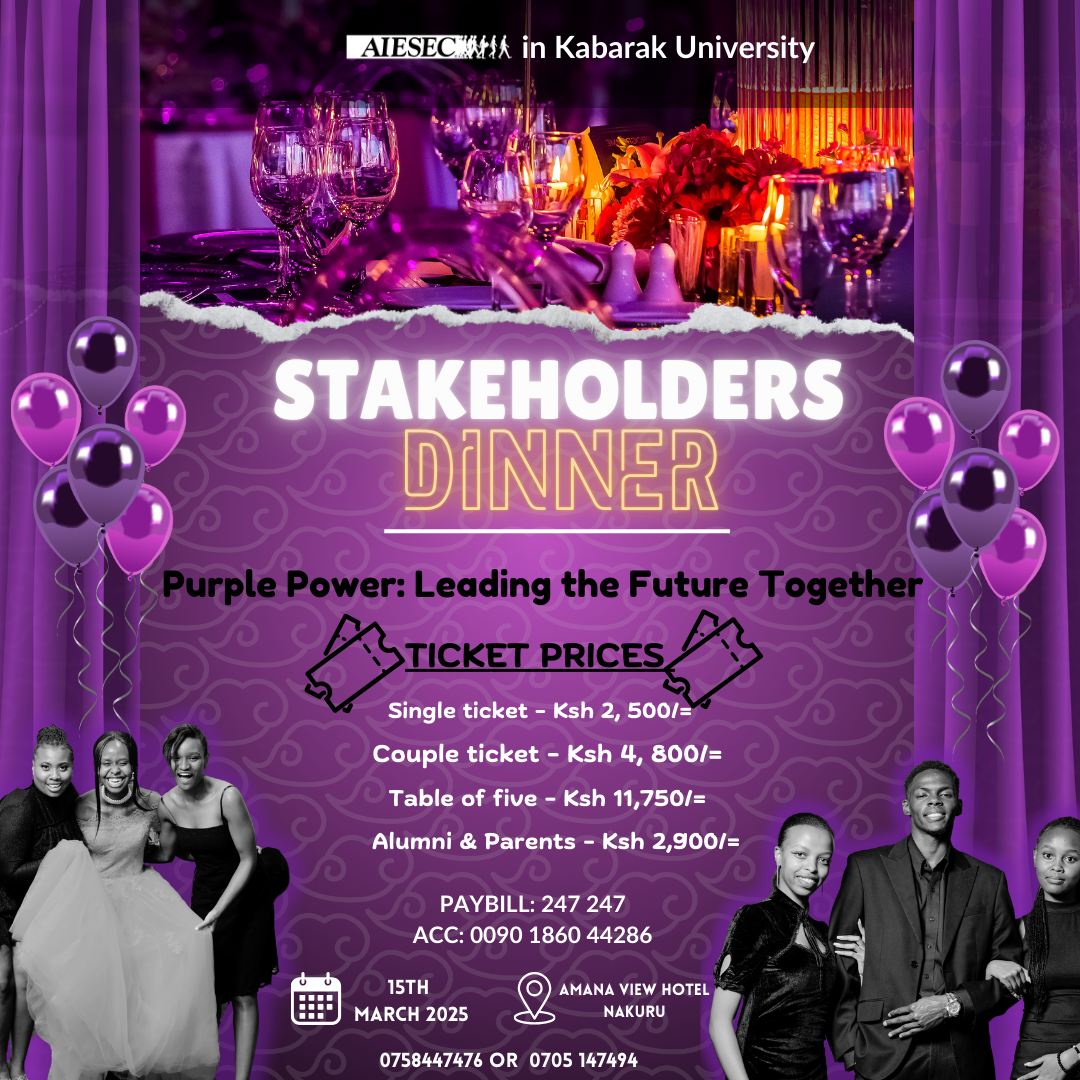 AIESEC in Kabarak University
STAKEHOLDERS
DINNER
Purple Power: Leading the Future Together
TICKET PRICES
Single ticket - Ksh 2, 500/=
Couple ticket - Ksh 4, 800/=
Table of five - Ksh 11,750/=
Alumni & Parents - Ksh 2,900/=
PAYBILL: 247 247
ACC: 0090 1860 44286
15TH
MARCH 2025
AMANA VIEW HOTEL
NAKURU
0758447476 OR 0705 147494